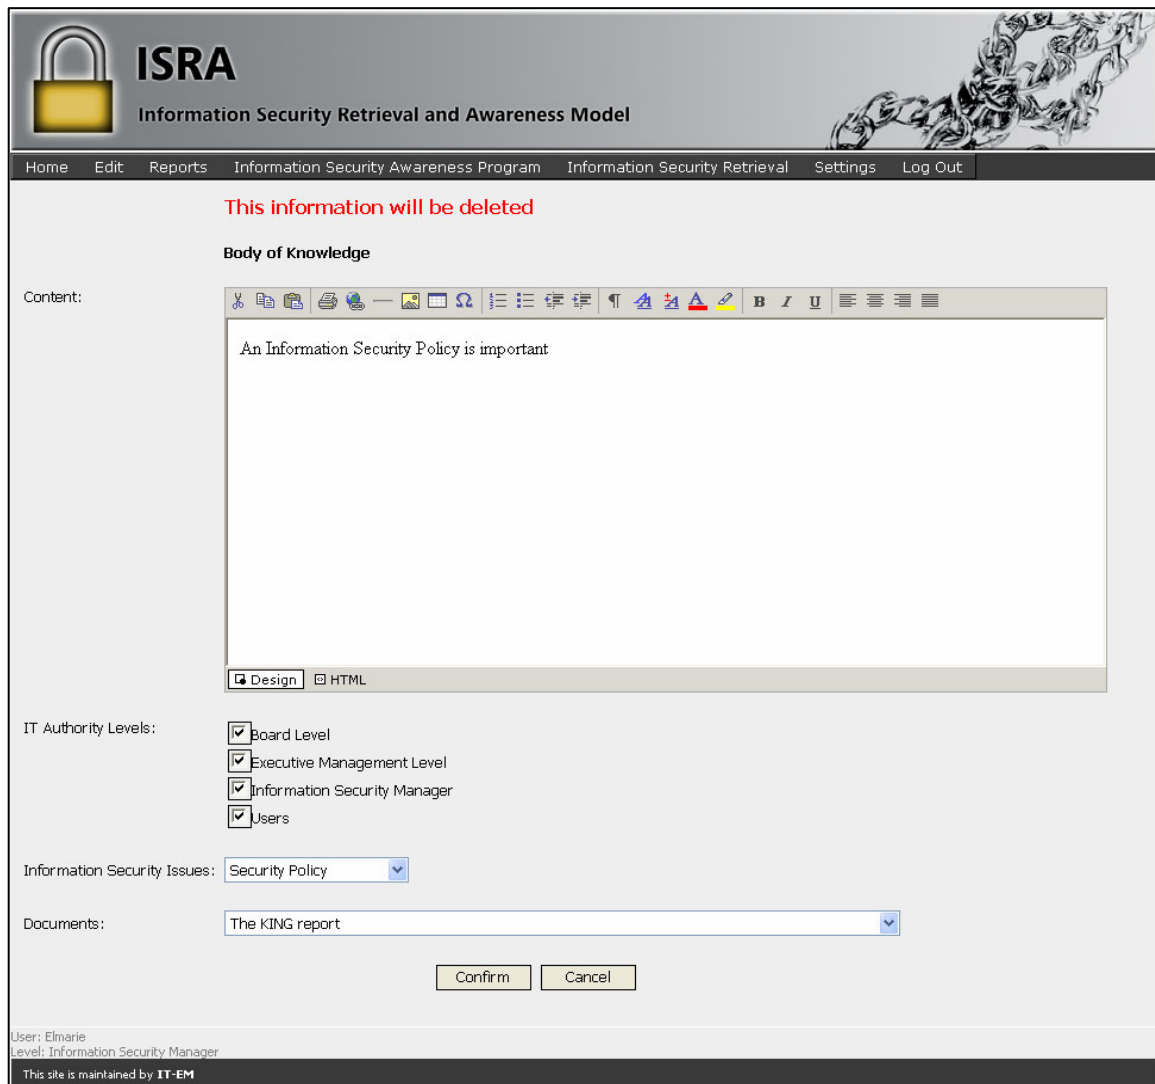 ISRA
Information Security Retrieval and Awareness Model
Home Edit Reports Information Security Awareness Program Information Security Retrieval Settings Log Out
This information will be deleted
Body of Knowledge
Content:
B I U
An Information Security Policy is important
Design HTML
IT Authority Levels:
Board Level
Executive Management Level
Information Security Manager
Users
Information Security Issues: Security Policy
Documents: The KING report
Confirm Cancel
User: Elmarie
Level: Information Security Manager
This site is maintained by IT-EM